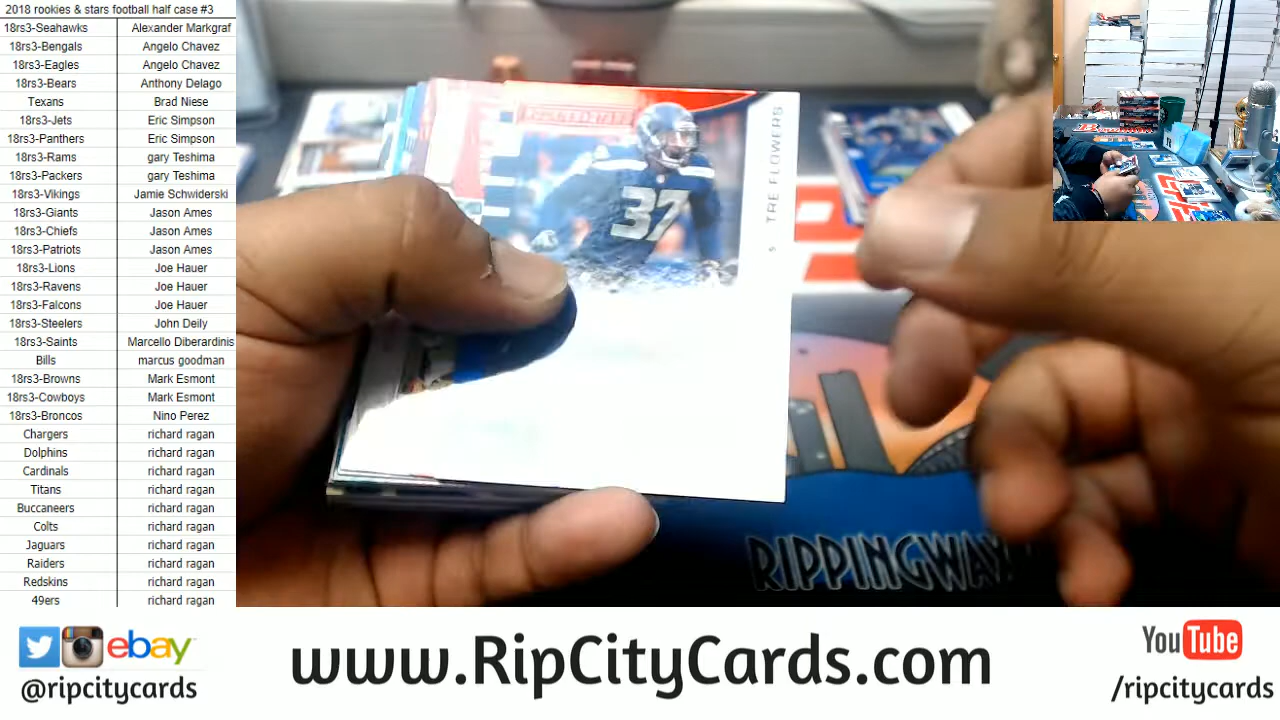 2018 rookies & stars football half case #3
18rs3-Seahawks Alexander Markgraf
18rs3-Bengals Angelo Chavez
18rs3-Eagles Angelo Chavez
18rs3-Bears Anthony Delago
Texans Brad Niese
18rs3-Jets Eric Simpson
18rs3-Panthe Eric Simpson
18rs3-Rams gary Teshima
18rs3-Packers gary Teshima
18rs3-Viking Jamie Schwiderski
18rs3-Giants Jason Ames
18rs3-Chiefs Jason Ames
18rs3-Patriots Jason Ames
18rs3-Lions Joe Hauer
18rs3-Ravens Joe Hauer
18rs3-Falcons Joe Hauer
18rs3-Steelers John Deily
18rs3-Saints Marcello Diberardinis
Bills marcus goodman
18rs3-Browns Mark Esmont
18rs3-Cowboys Mark Esmont
18rs3-Broncos Nino Perez
Chargers richard ragan
Dolphins richard ragan
Cardinals richard ragan
Titans richard ragan
Buccaneers richard ragan
Colts richard ragan
Jaguars richard ragan
Raiders richard ragan
Redskins richard ragan
49ers richard ragan
TRE FLOWERS
37
RIPPINGWAX
ebay
@ripcitycards
www.RipCityCards.com
YouTube
/ripcitycards